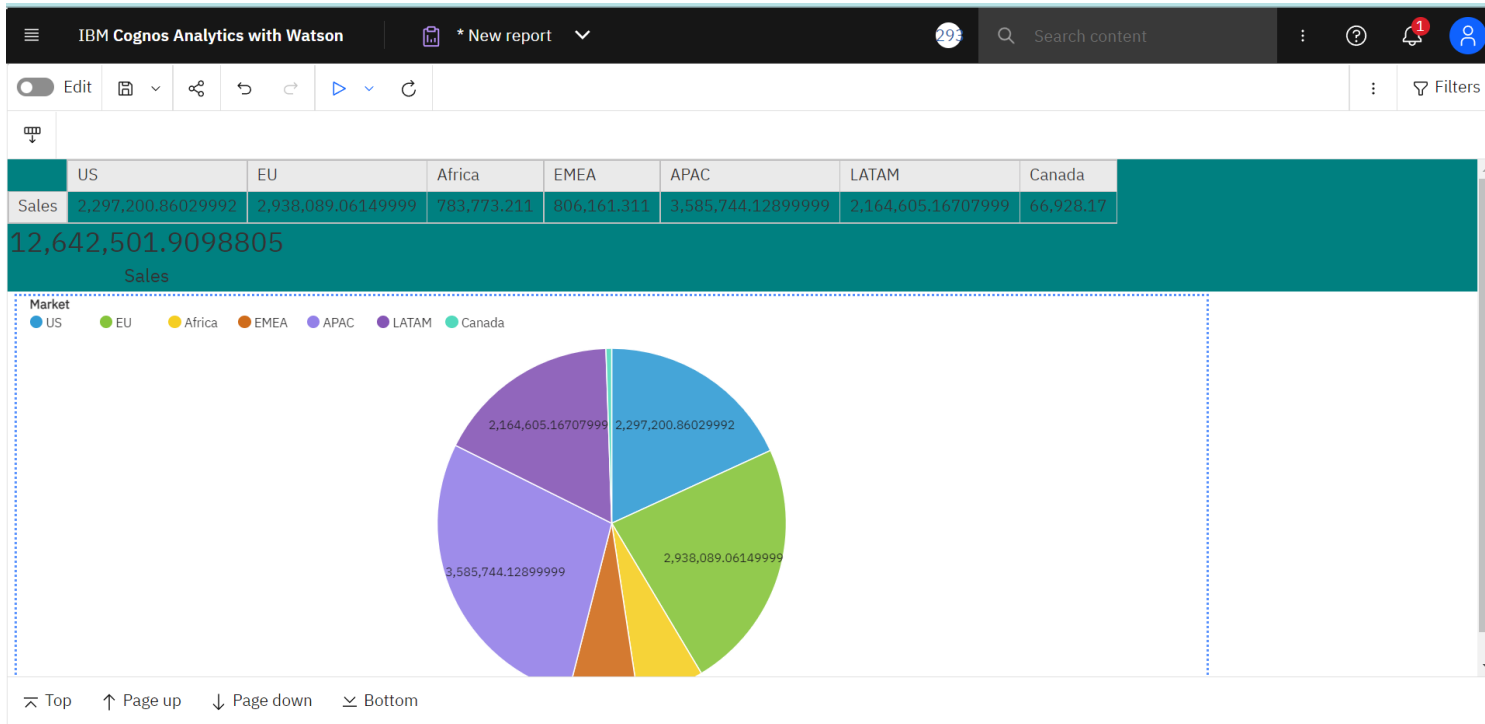 IBM Cognos Analytics with Watson * New report 293 Search content 1
Edit Filters
US EU Africa EMEA APAC LATAM Canada
Sales 2,297,200.86029992 2,938,089.06149999 783,773.211 806,161.311 3,585,744.12899999 2,164,605.16707999 66,928.17
12,642,501.9098805
Sales
Market
US EU Africa EMEA APAC LATAM Canada
2,164,605.16707999 2,297,200.86029992
2,938,089.06149999
3,585,744.12899999
Top Page up Page down Bottom